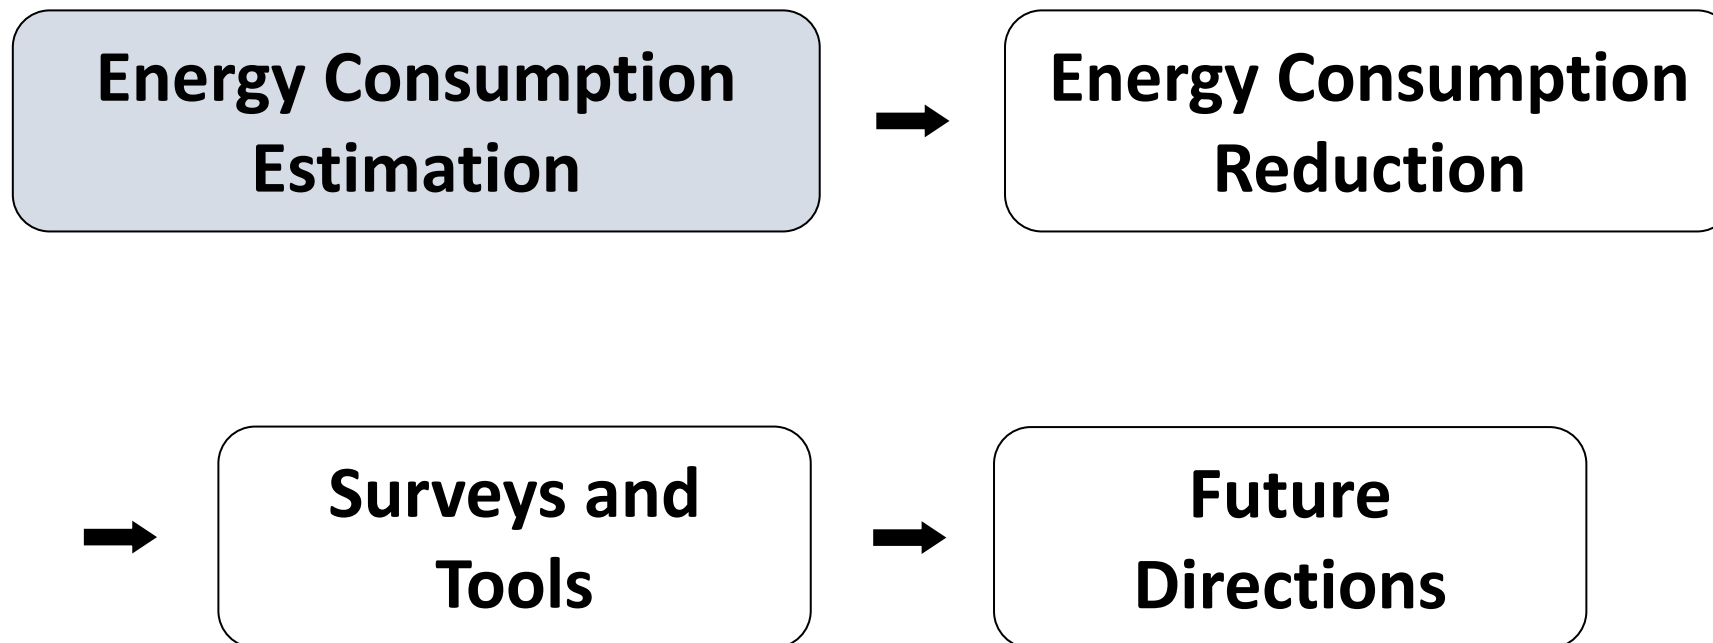 Energy Consumption
Estimation
Energy Consumption
Reduction
Surveys and
Tools
Future
Directions